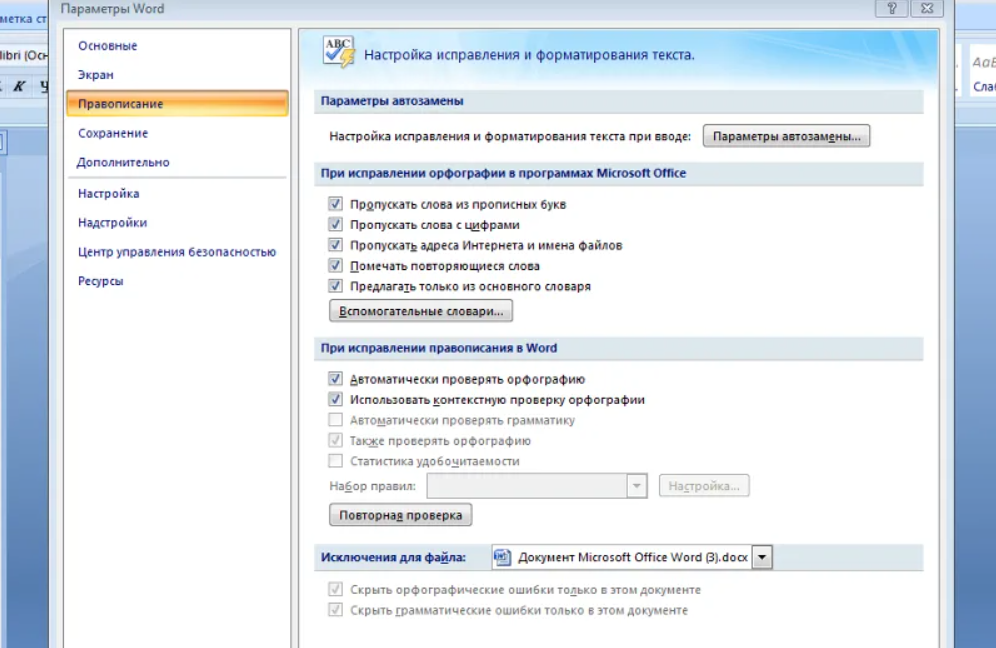 Параметры Word
метка ст
libri (Осн
К Ч
АаБ
Слаб
Основные
Экран
Правописание
Сохранение
Дополнительно
Настройка
Надстройки
Центр управления безопасностью
Ресурсы
ABC
Настройка исправления и форматирования текста.
Параметры автозамены
Настройка исправления и форматирования текста при вводе: Параметры автозамены...
При исправлении орфографии в программах Microsoft Office
Пропускать слова из прописных букв
Пропускать слова с цифрами
Пропускать адреса Интернета и имена файлов
Помечать повторяющиеся слова
Предлагать только из основного словаря
Вспомогательные словари...
При исправлении правописания в Word
Автоматически проверять орфографию
Использовать контекстную проверку орфографии
Автоматически проверять грамматику
Также проверять орфографию
Статистика удобочитаемости
Набор правил: Настройка...
Повторная проверка
Исключения для файла: Документ Microsoft Office Word (3).docx
Скрыть орфографические ошибки только в этом документе
Скрыть грамматические ошибки только в этом документе